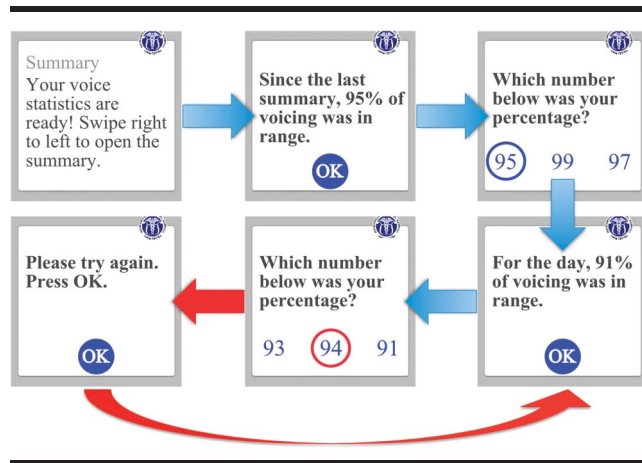 Summary
Your voice
statistics are
ready! Swipe right
to left to open the
summary.
Since the last
summary, 95% of
voicing was in
range.
OK
Which number
below was your
percentage?
95 99 97
For the day, 91%
of voicing was in
range.
OK
Which number
below was your
percentage?
93 94 91
Please try again.
Press OK.
OK